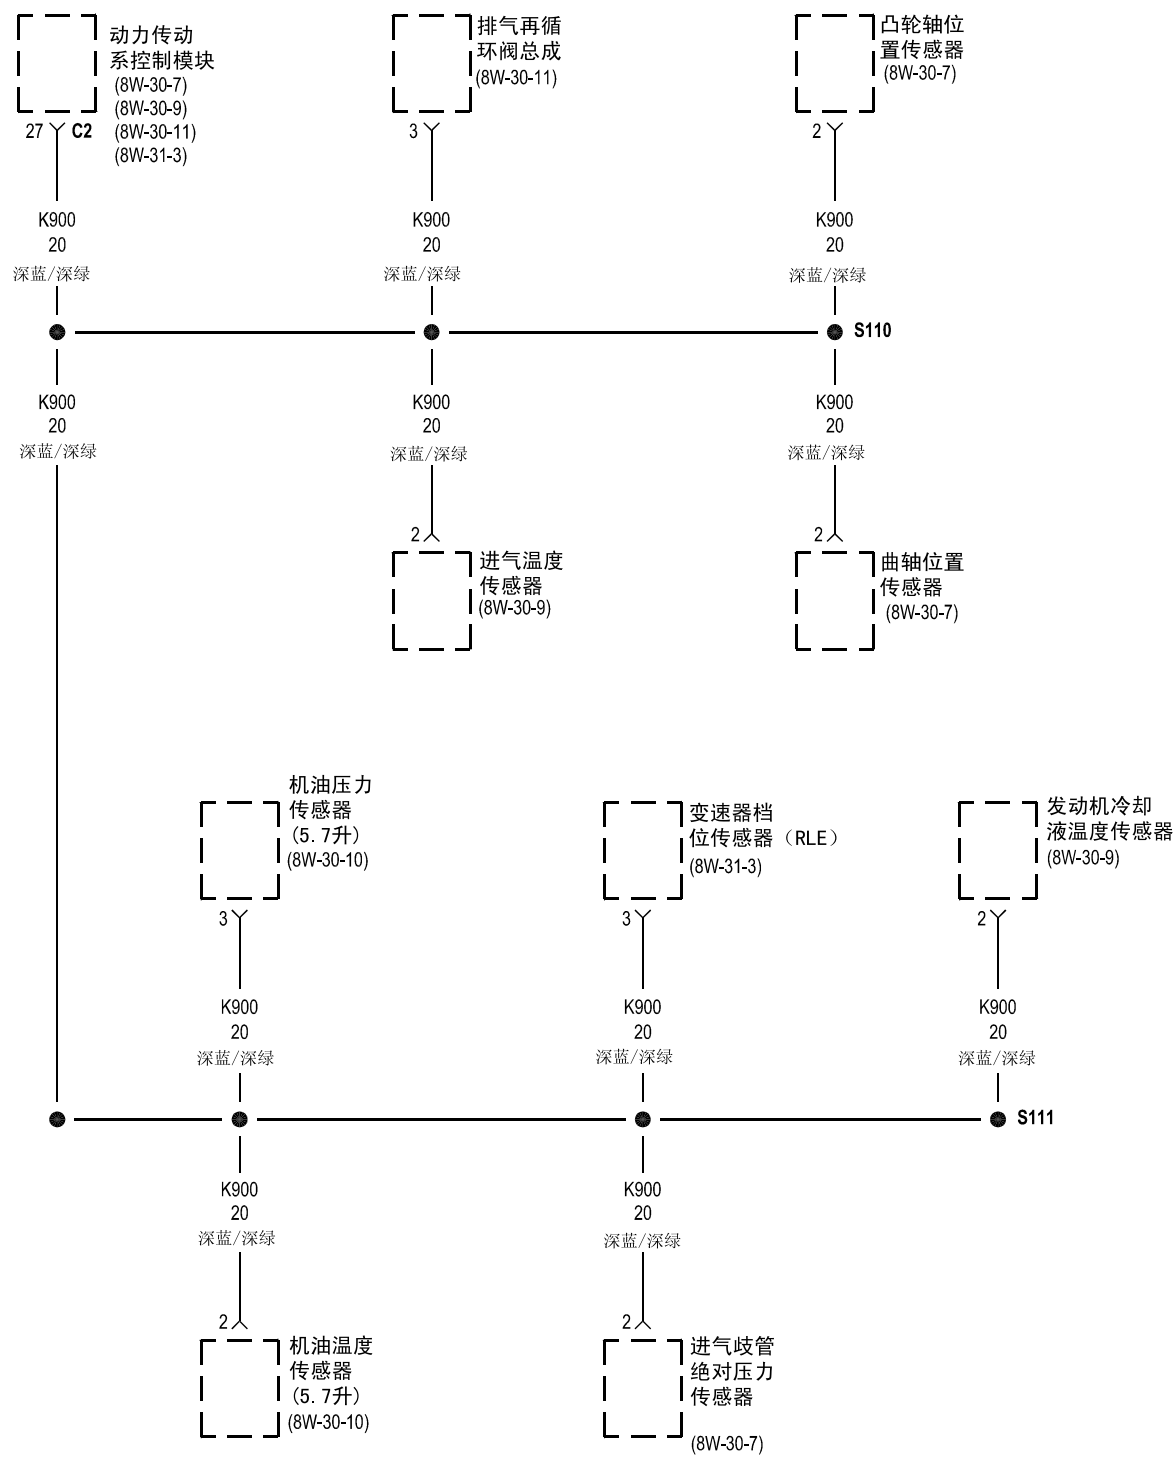 动力传动
系控制模块
(8W-30-7)
(8W-30-9)
(8W-30-11)
(8W-31-3)
27
C2
排气再循
环阀总成
(8W-30-11)
3
凸轮轴位
置传感器
(8W-30-7)
2
K900
20
深蓝/深绿
K900
20
深蓝/深绿
K900
20
深蓝/深绿
S110
K900
20
深蓝/深绿
K900
20
深蓝/深绿
K900
20
深蓝/深绿
2
进气温度
传感器
(8W-30-9)
2
曲轴位置
传感器
(8W-30-7)
机油压力
传感器
(5.7升)
(8W-30-10)
3
变速器档
位传感器（RLE）
(8W-31-3)
3
发动机冷却
液温度传感器
(8W-30-9)
2
K900
20
深蓝/深绿
K900
20
深蓝/深绿
K900
20
深蓝/深绿
S111
K900
20
深蓝/深绿
K900
20
深蓝/深绿
2
机油温度
传感器
(5.7升)
(8W-30-10)
2
进气歧管
绝对压力
传感器
(8W-30-7)